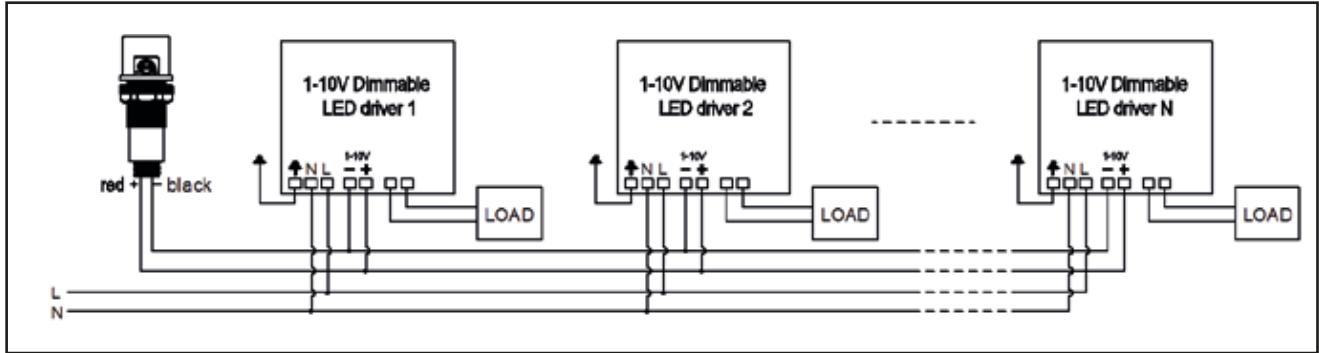 1-10V Dimmable
LED driver 1
1-10V
N L - +
LOAD
1-10V Dimmable
LED driver 2
1-10V
N L - +
LOAD
1-10V Dimmable
LED driver N
1-10V
N L - +
LOAD
red + - black
L
N